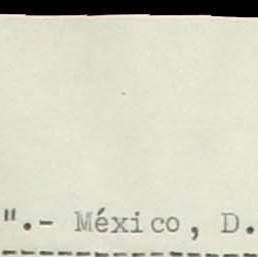 ".- México, D.